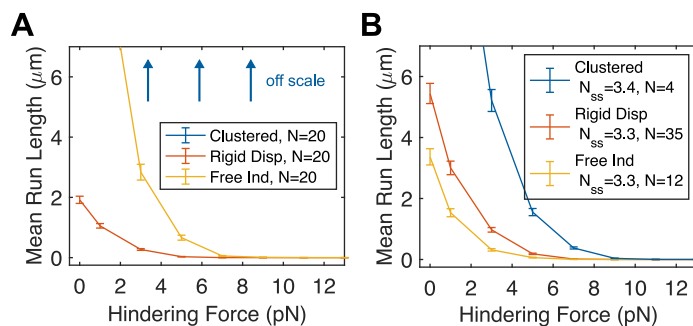 A
6
4
2
0
Mean Run Length (μm)
0 2 4 6 8 10 12
Hindering Force (pN)
off scale
Clustered, N=20
Rigid Disp, N=20
Free Ind, N=20
B
6
4
2
0
Mean Run Length (μm)
0 2 4 6 8 10 12
Hindering Force (pN)
Clustered
N_ss=3.4, N=4
Rigid Disp
N_ss=3.3, N=35
Free Ind
N_ss=3.3, N=12